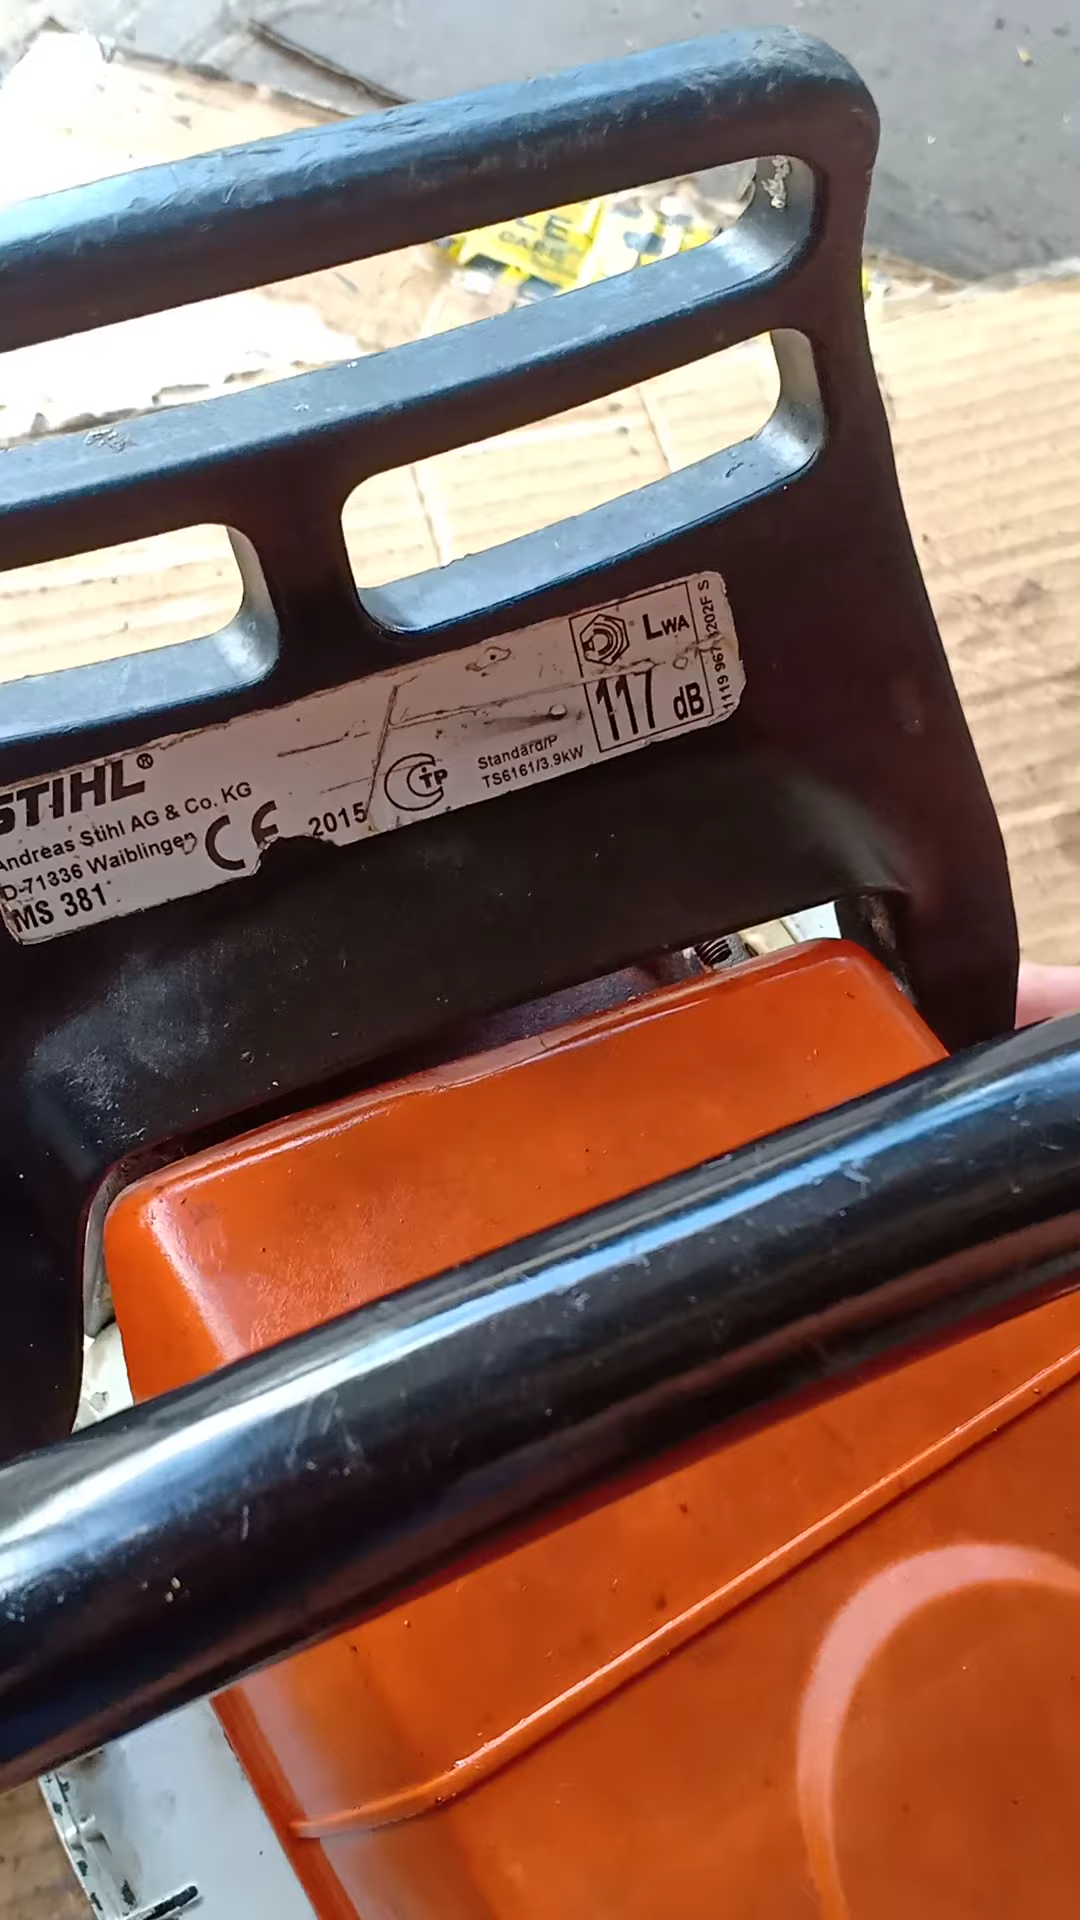 STIHL®
Andreas Stihl AG & Co. KG
D-71336 Waiblingen
MS 381
CE 2015
CTP
Standard/P
TS6161/3.9kW
LWA
117 dB
1119 967 1202F S